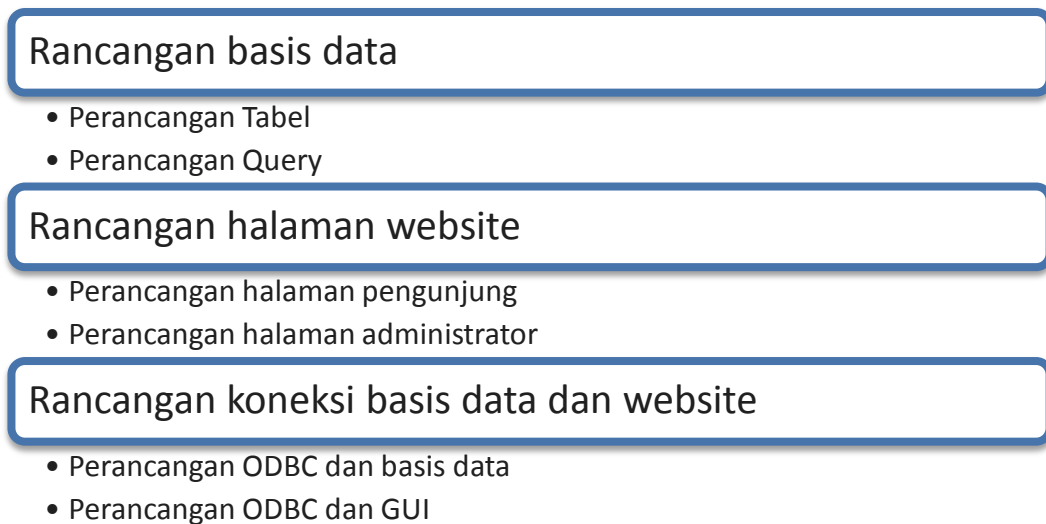 Rancangan basis data
• Perancangan Tabel
• Perancangan Query
Rancangan halaman website
• Perancangan halaman pengunjung
• Perancangan halaman administrator
Rancangan koneksi basis data dan website
• Perancangan ODBC dan basis data
• Perancangan ODBC dan GUI